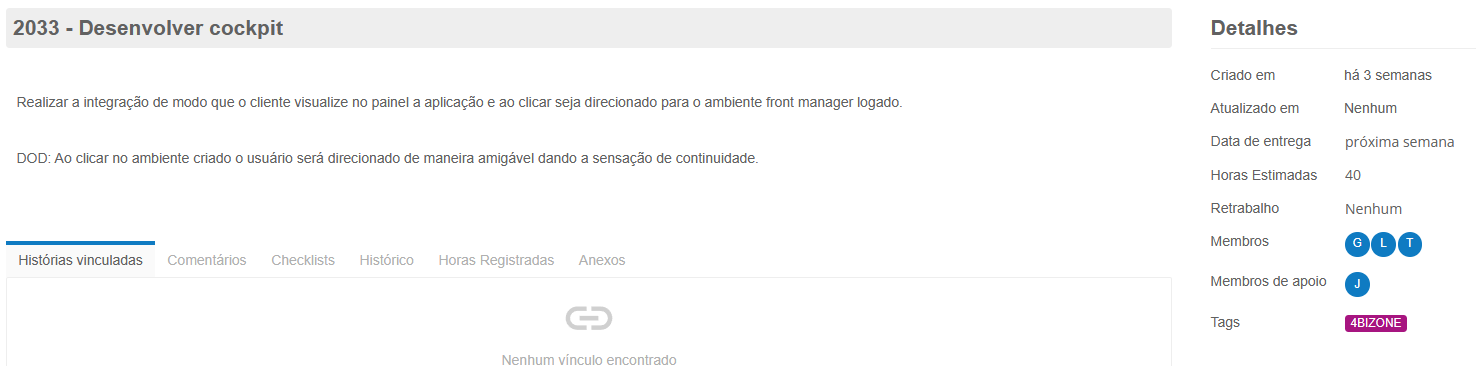 2033 - Desenvolver cockpit
Realizar a integração de modo que o cliente visualize no painel a aplicação e ao clicar seja direcionado para o ambiente front manager logado.
DOD: Ao clicar no ambiente criado o usuário será direcionado de maneira amigável dando a sensação de continuidade.
Histórias vinculadas Comentários Checklists Histórico Horas Registradas Anexos
Nenhum vínculo encontrado
Detalhes
Criado em há 3 semanas
Atualizado em Nenhum
Data de entrega próxima semana
Horas Estimadas 40
Retrabalho Nenhum
Membros G L T
Membros de apoio J
Tags 4BIZONE